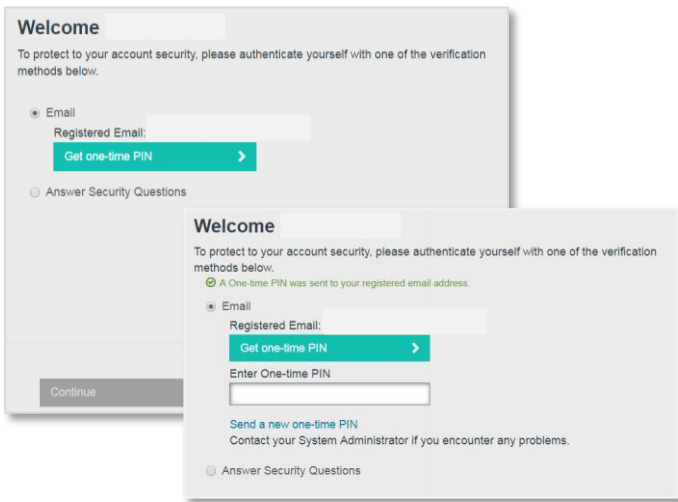 Welcome
To protect to your account security, please authenticate yourself with one of the verification
methods below.
Email
Registered Email:
Get one-time PIN
Answer Security Questions
Continue
Welcome
To protect to your account security, please authenticate yourself with one of the verification
methods below.
A One-time PIN was sent to your registered email address.
Email
Registered Email:
Get one-time PIN
Enter One-time PIN
Send a new one-time PIN
Contact your System Administrator if you encounter any problems.
Answer Security Questions